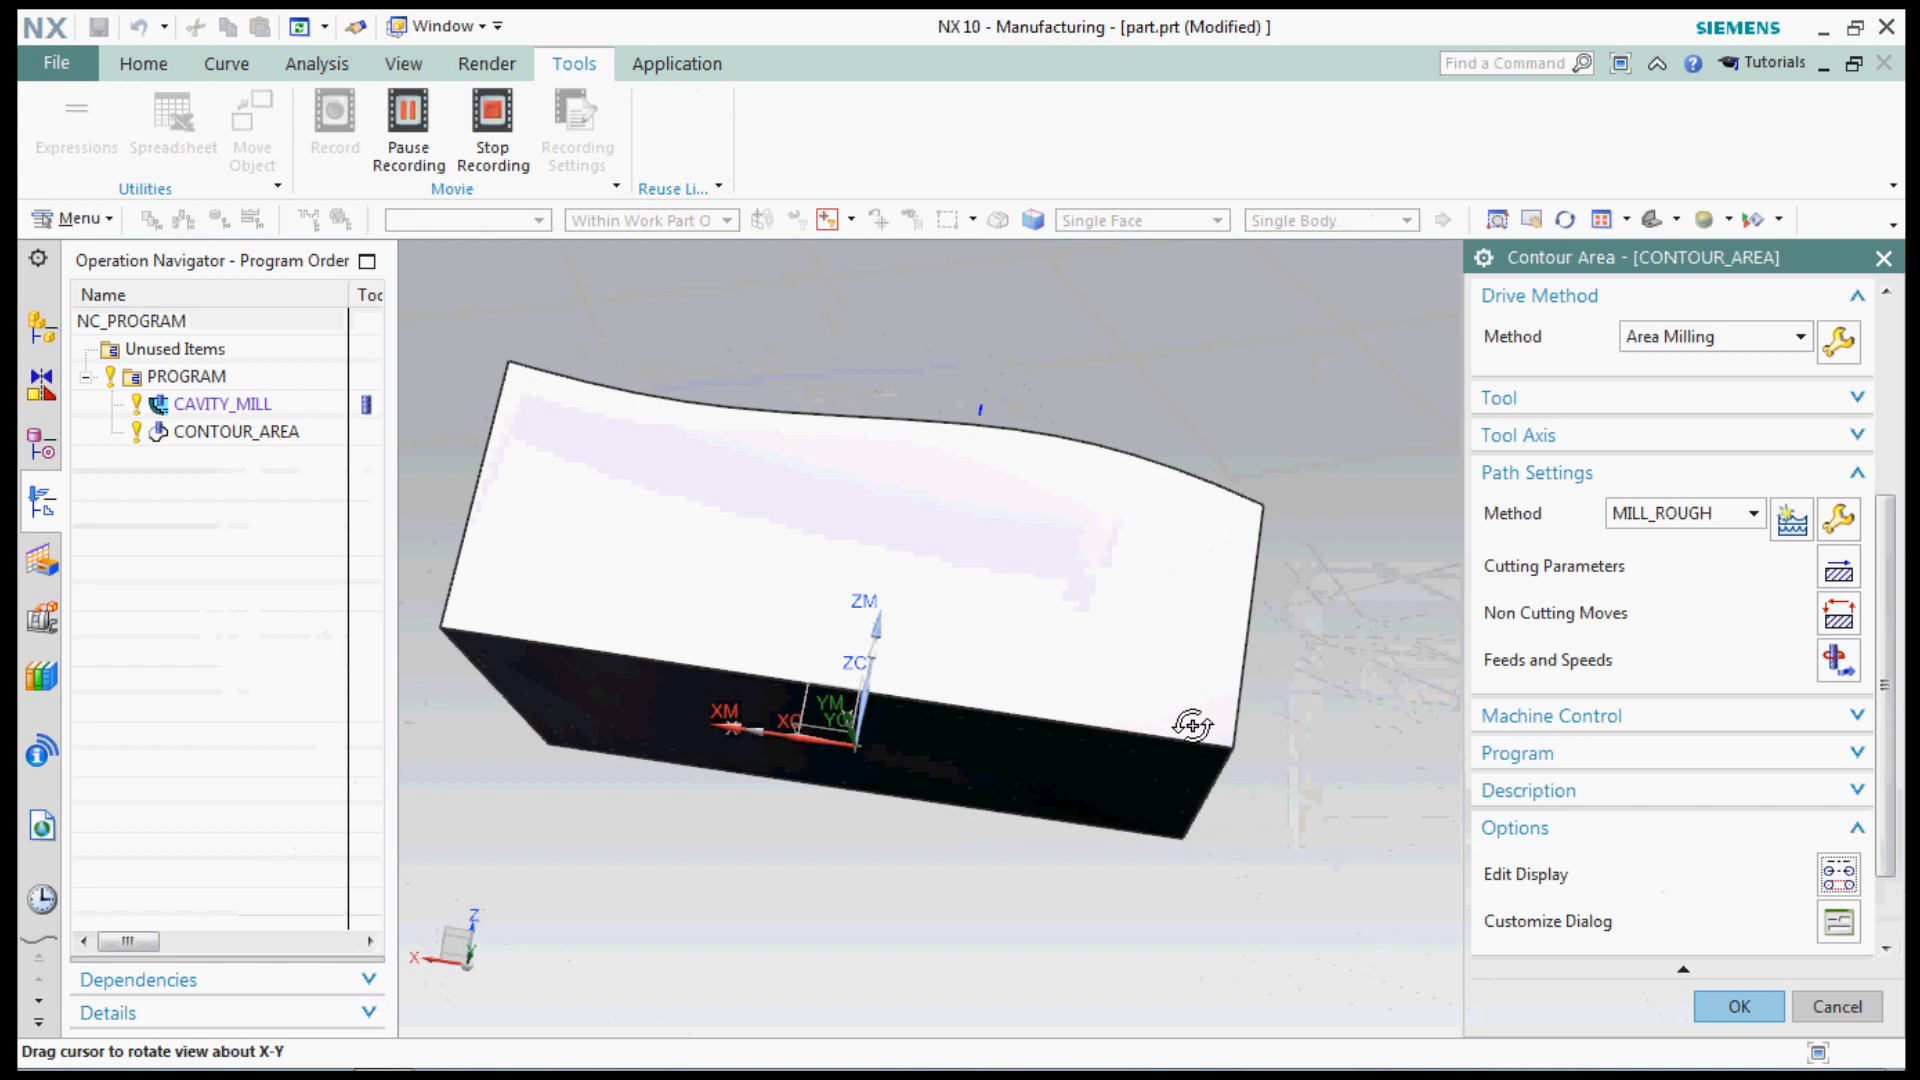 NX Window NX 10 - Manufacturing - [part.prt (Modified) ] SIEMENS
File Home Curve Analysis View Render Tools Application Find a Command Tutorials
Expressions Spreadsheet Move Object Record Pause Recording Stop Recording Recording Settings
Utilities Movie Reuse Li...
Menu Within Work Part O Single Face Single Body
Operation Navigator - Program Order
Name Toc
NC_PROGRAM
Unused Items
PROGRAM
CAVITY_MILL
CONTOUR_AREA
Dependencies
Details
ZM
ZC
XM
XC
YM
YC
Z
X
Contour Area - [CONTOUR_AREA]
Drive Method
Method Area Milling
Tool
Tool Axis
Path Settings
Method MILL_ROUGH
Cutting Parameters
Non Cutting Moves
Feeds and Speeds
Machine Control
Program
Description
Options
Edit Display
Customize Dialog
OK Cancel
Drag cursor to rotate view about X-Y